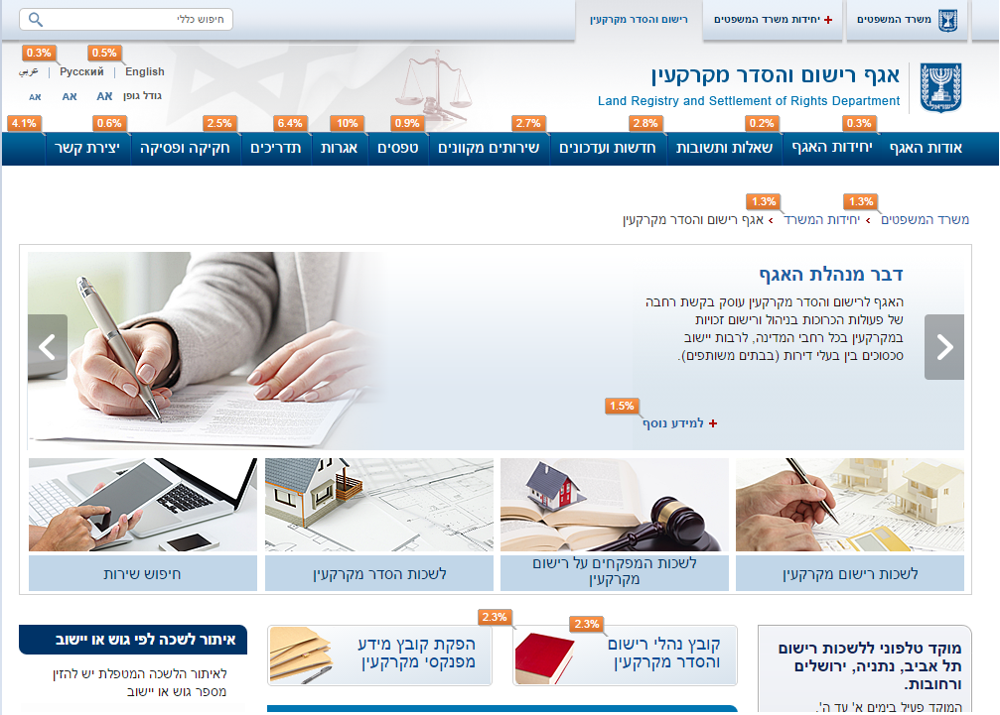 משרד המשפטים
יחידות משרד המשפטים
רישום והסדר מקרקעין
חיפוש כללי
0.5%
0.3%
English | Русский | عربي
גודל גופן אA אA אA
אגף רישום והסדר מקרקעין
Land Registry and Settlement of Rights Department
0.3% 0.2% 2.8% 2.7% 0.9% 10% 6.4% 2.5% 0.6% 4.1%
אודות האגף
יחידות האגף
שאלות ותשובות
חדשות ועדכונים
שירותים מקוונים
טפסים
אגרות
תדריכים
חקיקה ופסיקה
יצירת קשר
1.3% 1.3%
משרד המשפטים › יחידות המשרד › אגף רישום והסדר מקרקעין
דבר מנהלת האגף
האגף לרישום והסדר מקרקעין עוסק בקשת רחבה
של פעולות הכרוכות בניהול ורישום זכויות
במקרקעין בכל רחבי המדינה, לרבות יישוב
סכסוכים בין בעלי דירות (בבתים משותפים).
1.5%
למידע נוסף
לשכות רישום מקרקעין
לשכות המפקחים על רישום
מקרקעין
לשכות הסדר מקרקעין
חיפוש שירות
מוקד טלפוני ללשכות רישום
תל אביב, נתניה, ירושלים
ורחובות.
המוקד פעיל בימים א' עד ה'.
2.3%
קובץ נהלי רישום
והסדר מקרקעין
2.3%
הפקת קובץ מידע
מפנקסי מקרקעין
איתור לשכה לפי גוש או יישוב
לאיתור הלשכה המטפלת יש להזין
מספר גוש או יישוב